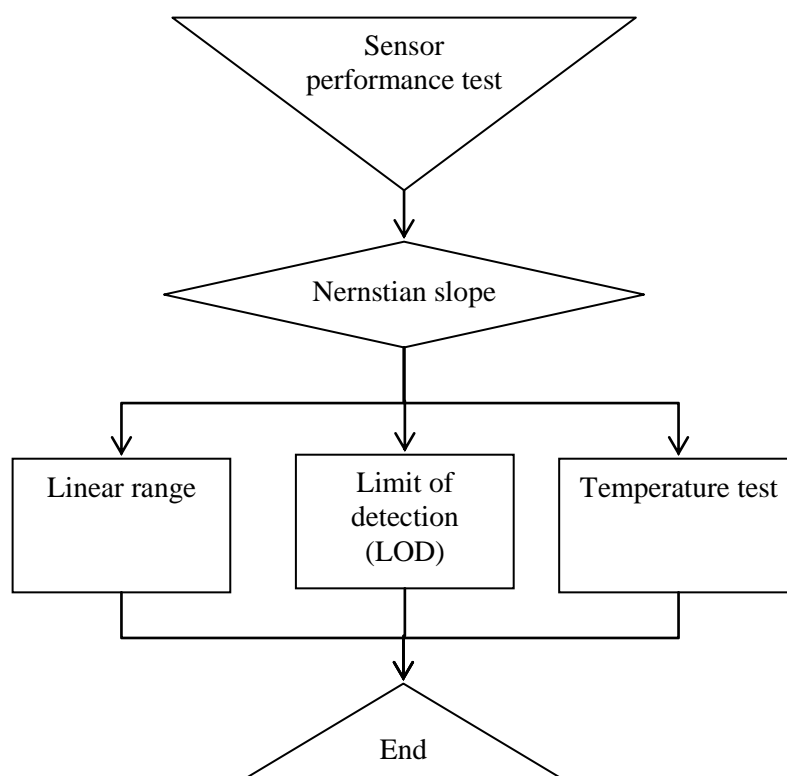 Sensor
performance test
Nernstian slope
Linear range
Limit of
detection
(LOD)
Temperature test
End